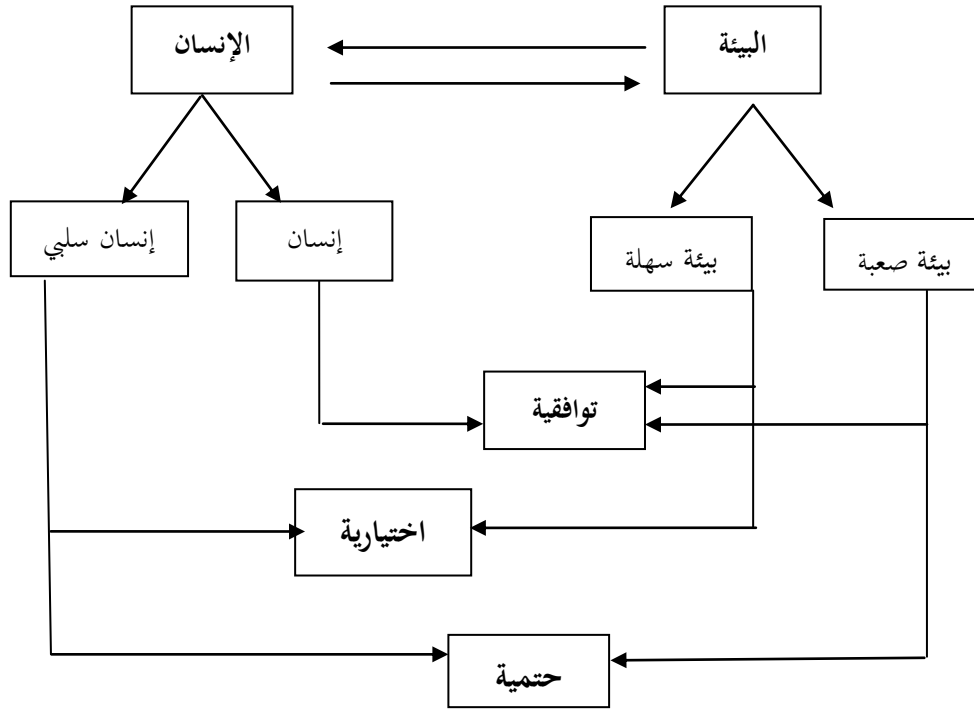 البيئة
الإنسان
بيئة صعبة
بيئة سهلة
إنسان
إنسان سلبي
توافقية
اختيارية
حتمية